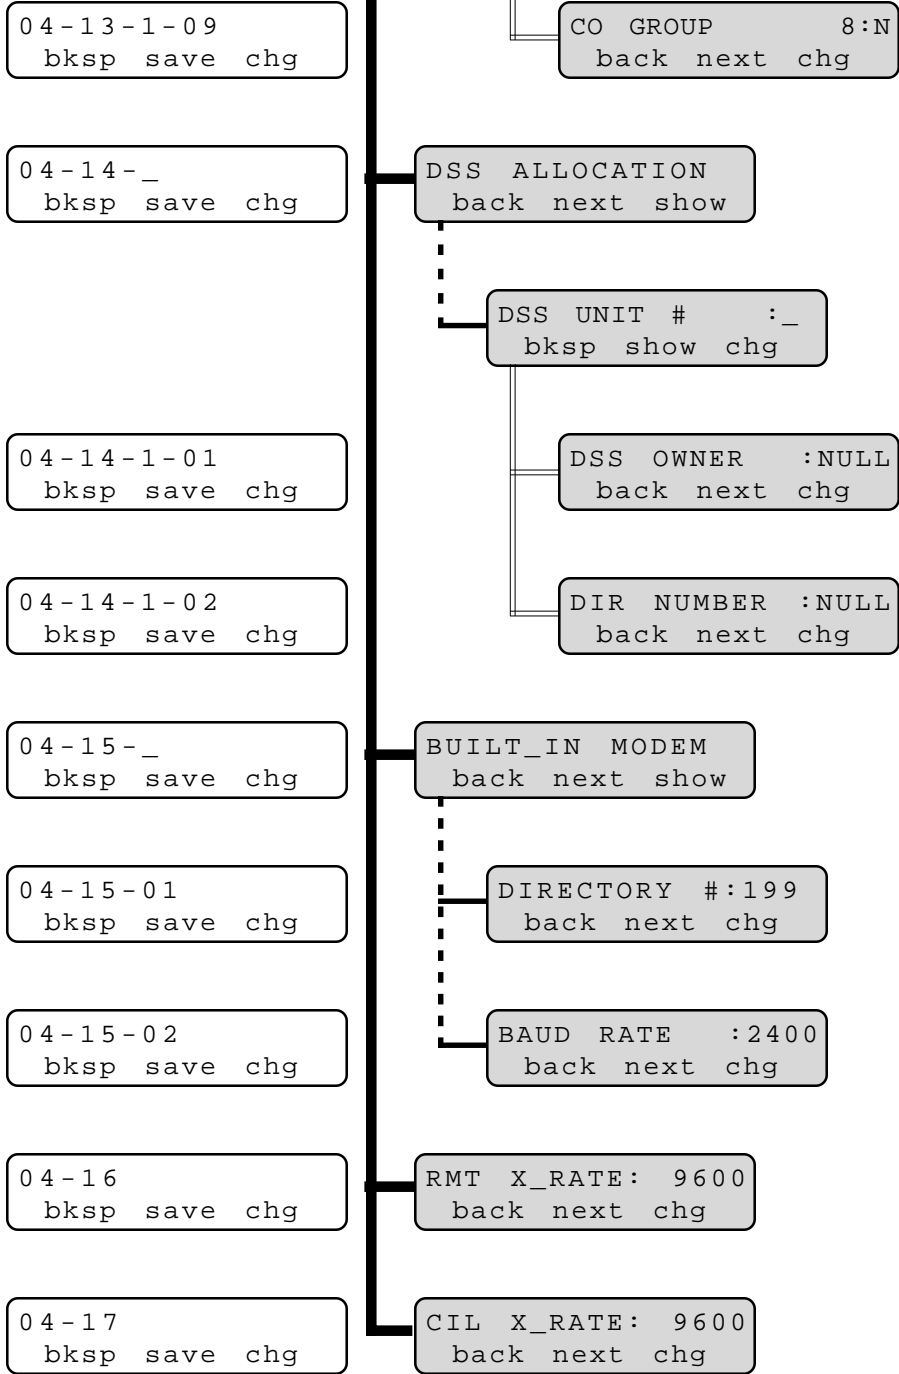 04-13-1-09
bksp save chg
CO GROUP 8:N
back next chg
04-14-_
bksp save chg
DSS ALLOCATION
back next show
DSS UNIT # :_
bksp show chg
04-14-1-01
bksp save chg
DSS OWNER :NULL
back next chg
04-14-1-02
bksp save chg
DIR NUMBER :NULL
back next chg
04-15-_
bksp save chg
BUILT_IN MODEM
back next show
04-15-01
bksp save chg
DIRECTORY #:199
back next chg
04-15-02
bksp save chg
BAUD RATE :2400
back next chg
04-16
bksp save chg
RMT X_RATE: 9600
back next chg
04-17
bksp save chg
CIL X_RATE: 9600
back next chg